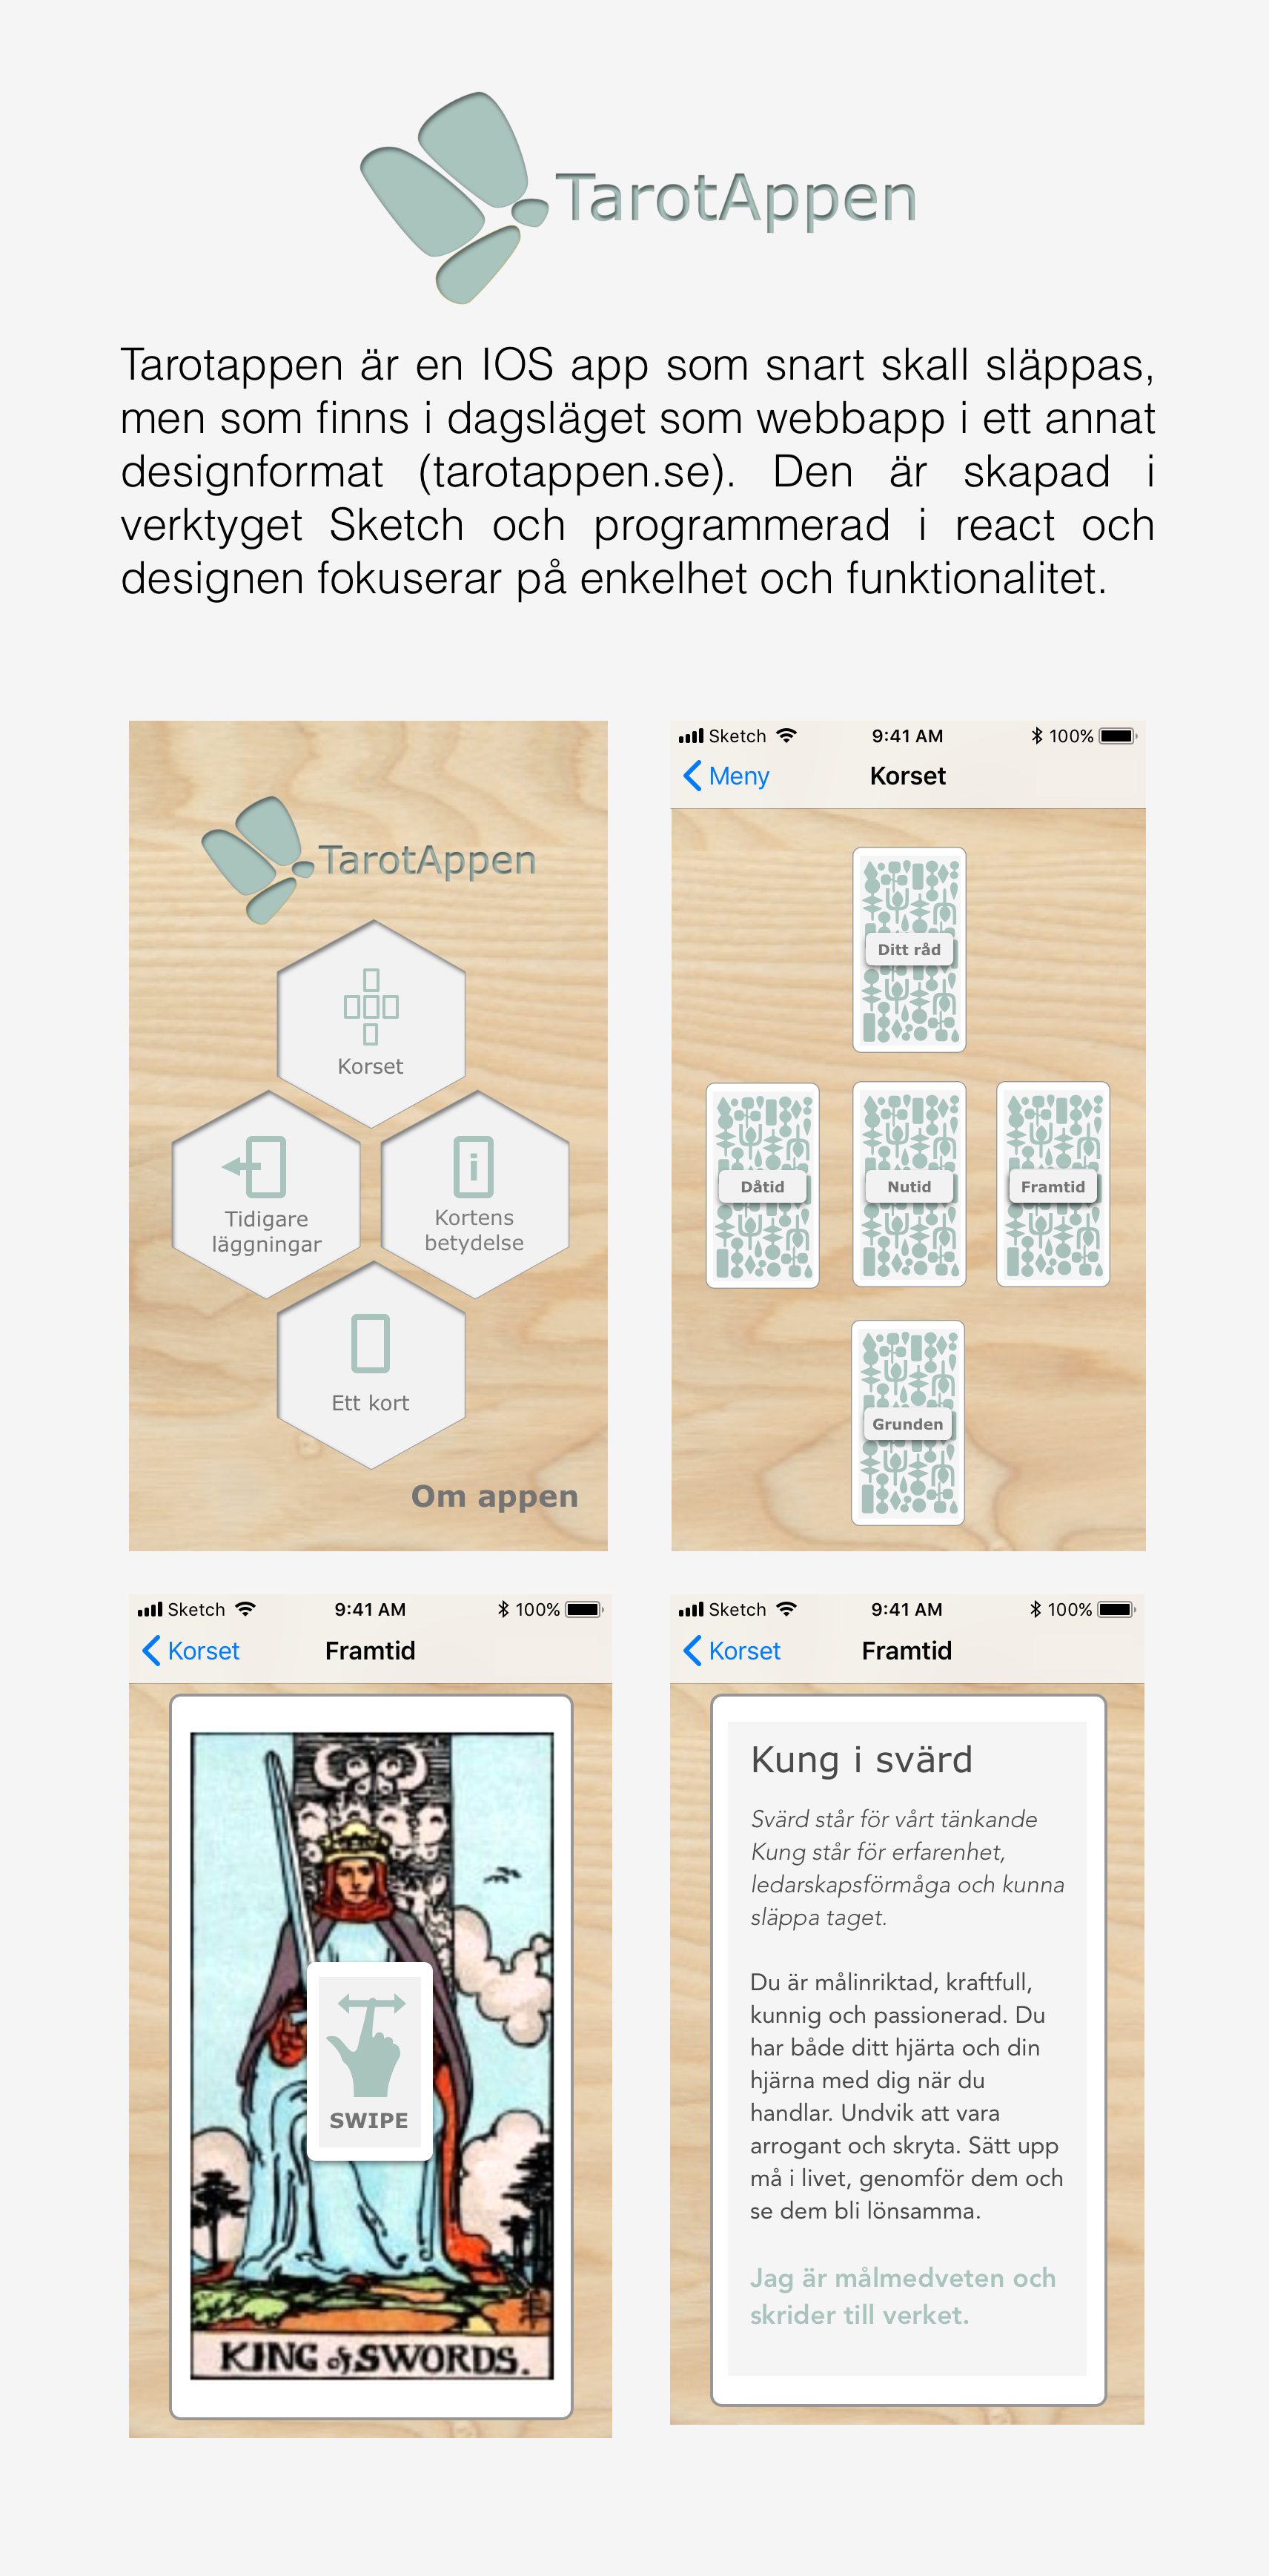 TarotAppen
Tarotappen är en IOS app som snart skall släppas,
men som finns i dagsläget som webbapp i ett annat
designformat (tarotappen.se). Den är skapad i
verktyget Sketch och programmerad i react och
designen fokuserar på enkelhet och funktionalitet.
TarotAppen
Korset
Tidigare
läggningar
Kortens
betydelse
Ett kort
Om appen
Sketch 9:41 AM 100%
Meny Korset
Ditt råd
Dåtid Nutid Framtid
Grunden
Sketch 9:41 AM 100%
Korset Framtid
SWIPE
KING of SWORDS.
Sketch 9:41 AM 100%
Korset Framtid
Kung i svärd
Svärd står för vårt tänkande
Kung står för erfarenhet,
ledarskapsförmåga och kunna
släppa taget.
Du är målinriktad, kraftfull,
kunnig och passionerad. Du
har både ditt hjärta och din
hjärna med dig när du
handlar. Undvik att vara
arrogant och skryta. Sätt upp
må i livet, genomför dem och
se dem bli lönsamma.
Jag är målmedveten och
skrider till verket.